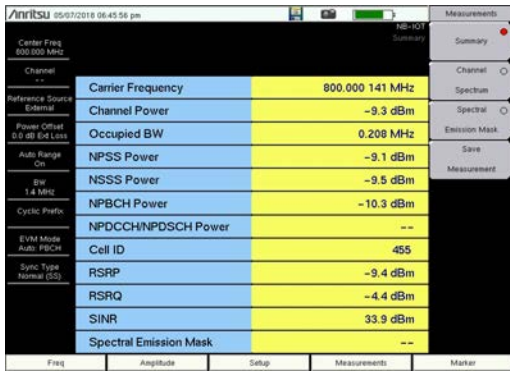 Anritsu 05/07/2018 06:45:56 pm
Measurements
NB-IOT
Summary
Center Freq
800.000 MHz
Channel
--
Reference Source
External
Power Offset
0.0 dB Ext Loss
Auto Range
On
BW
1.4 MHz
Cyclic Prefix
EVM Mode
Auto: PBCH
Sync Type
Normal (SS)
Carrier Frequency 800.000 141 MHz
Channel Power -9.3 dBm
Occupied BW 0.208 MHz
NPSS Power -9.1 dBm
NSSS Power -9.5 dBm
NPBCH Power -10.3 dBm
NPDCCH/NPDSCH Power --
Cell ID 455
RSRP -9.4 dBm
RSRQ -4.4 dBm
SINR 33.9 dBm
Spectral Emission Mask --
Summary
Channel
Spectrum
Spectral
Emission Mask
Save
Measurement
Freq Amplitude Setup Measurements Marker